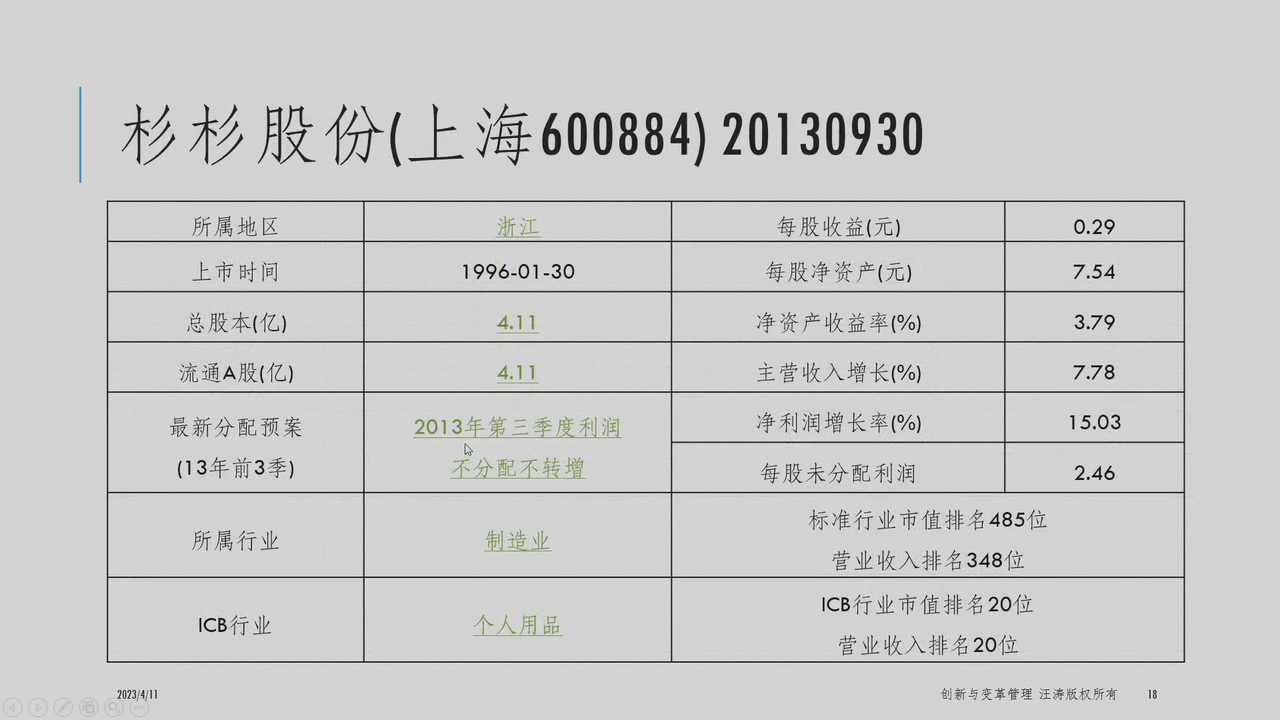 杉杉股份(上海600884) 20130930
所属地区 浙江 每股收益(元) 0.29
上市时间 1996-01-30 每股净资产(元) 7.54
总股本(亿) 4.11 净资产收益率(%) 3.79
流通A股(亿) 4.11 主营收入增长(%) 7.78
最新分配预案 2013年第三季度利润 净利润增长率(%) 15.03
(13年前3季) 不分配不转增 每股未分配利润 2.46
所属行业 制造业 标准行业市值排名485位
营业收入排名348位
ICB行业 个人用品 ICB行业市值排名20位
营业收入排名20位
2023/4/11 创新与变革管理 汪涛版权所有 18